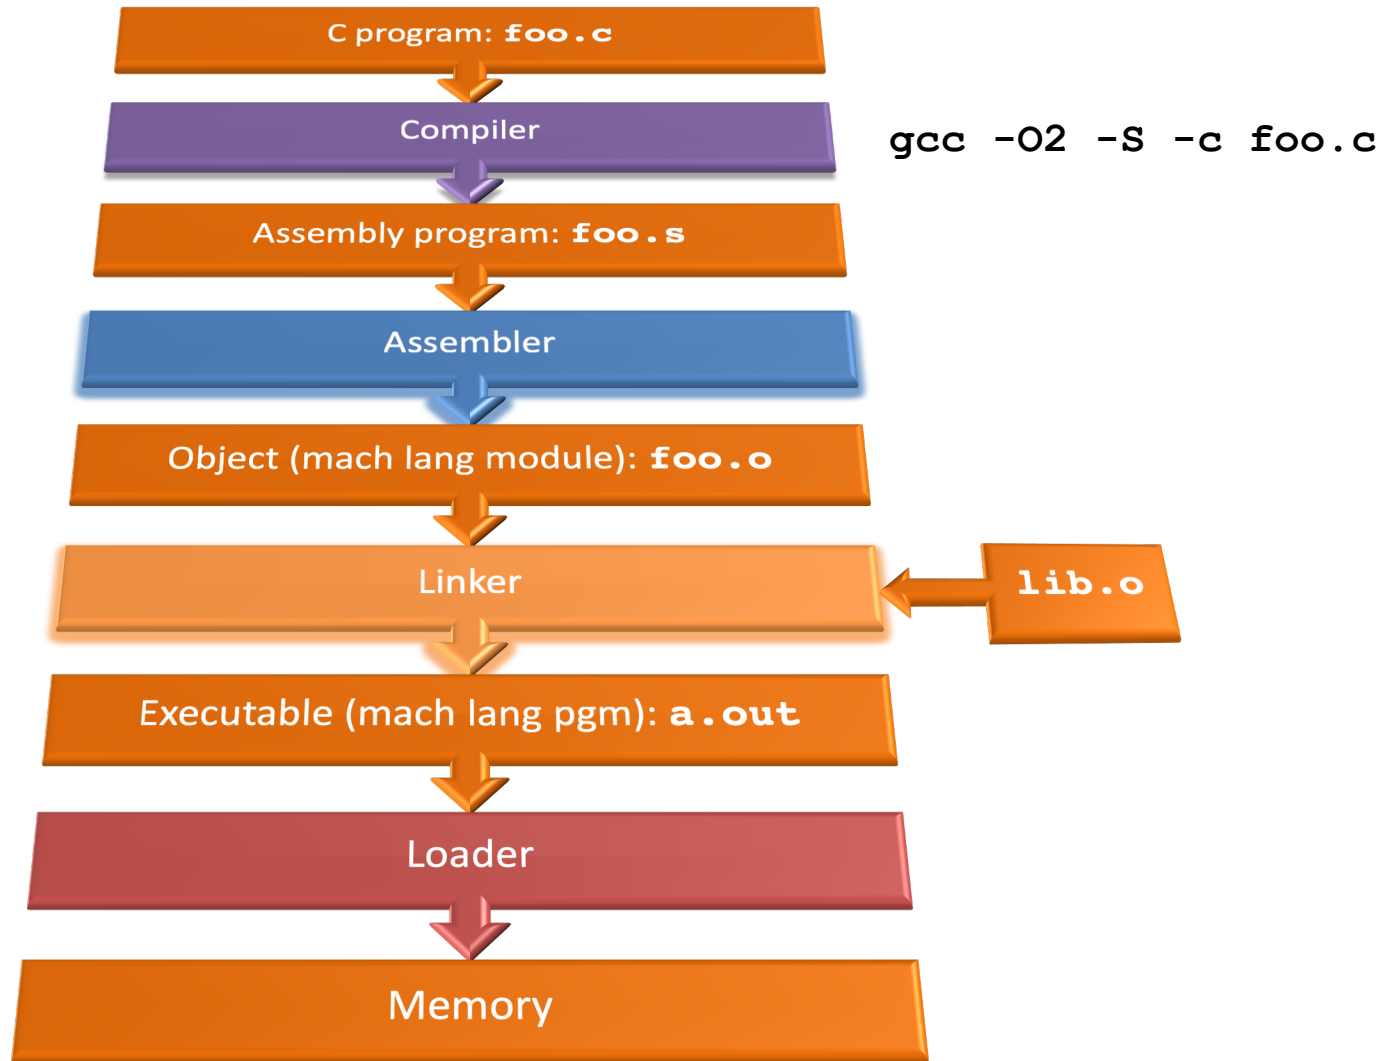 C program: foo.c
Compiler
gcc -O2 -S -c foo.c
Assembly program: foo.s
Assembler
Object (mach lang module): foo.o
Linker
lib.o
Executable (mach lang pgm): a.out
Loader
Memory